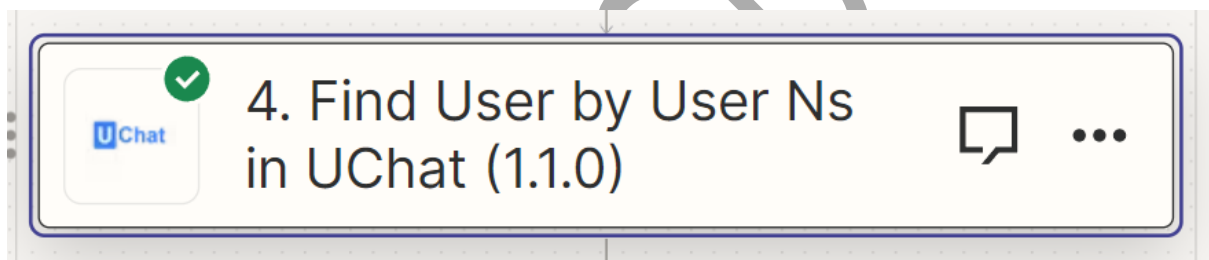 UChat
4. Find User by User Ns
in UChat (1.1.0)